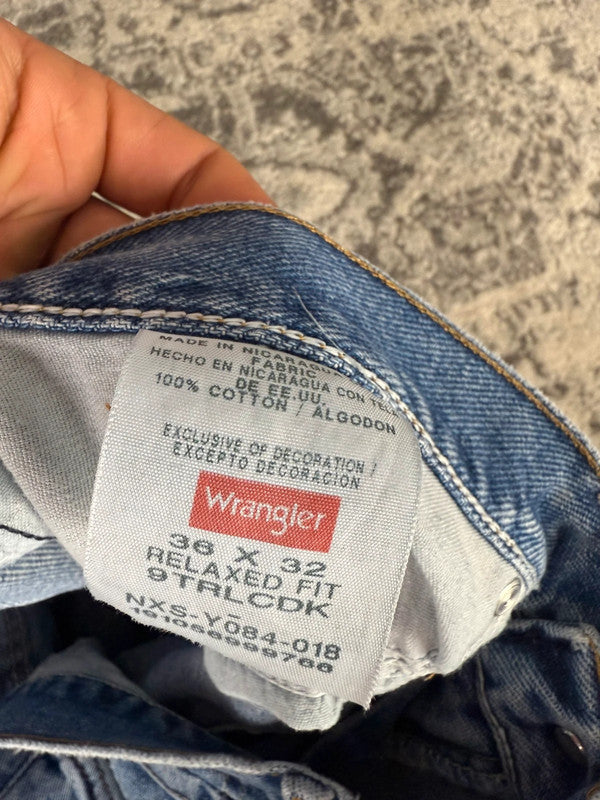 MADE IN NICARAGUA
FABRIC
HECHO EN NICARAGUA CON TELA
DE EE.UU.
100% COTTON / ALGODON
EXCLUSIVE OF DECORATION /
EXCEPTO DECORACION
Wrangler
36 X 32
RELAXED FIT
9TRLCDK
NXS-Y084-018